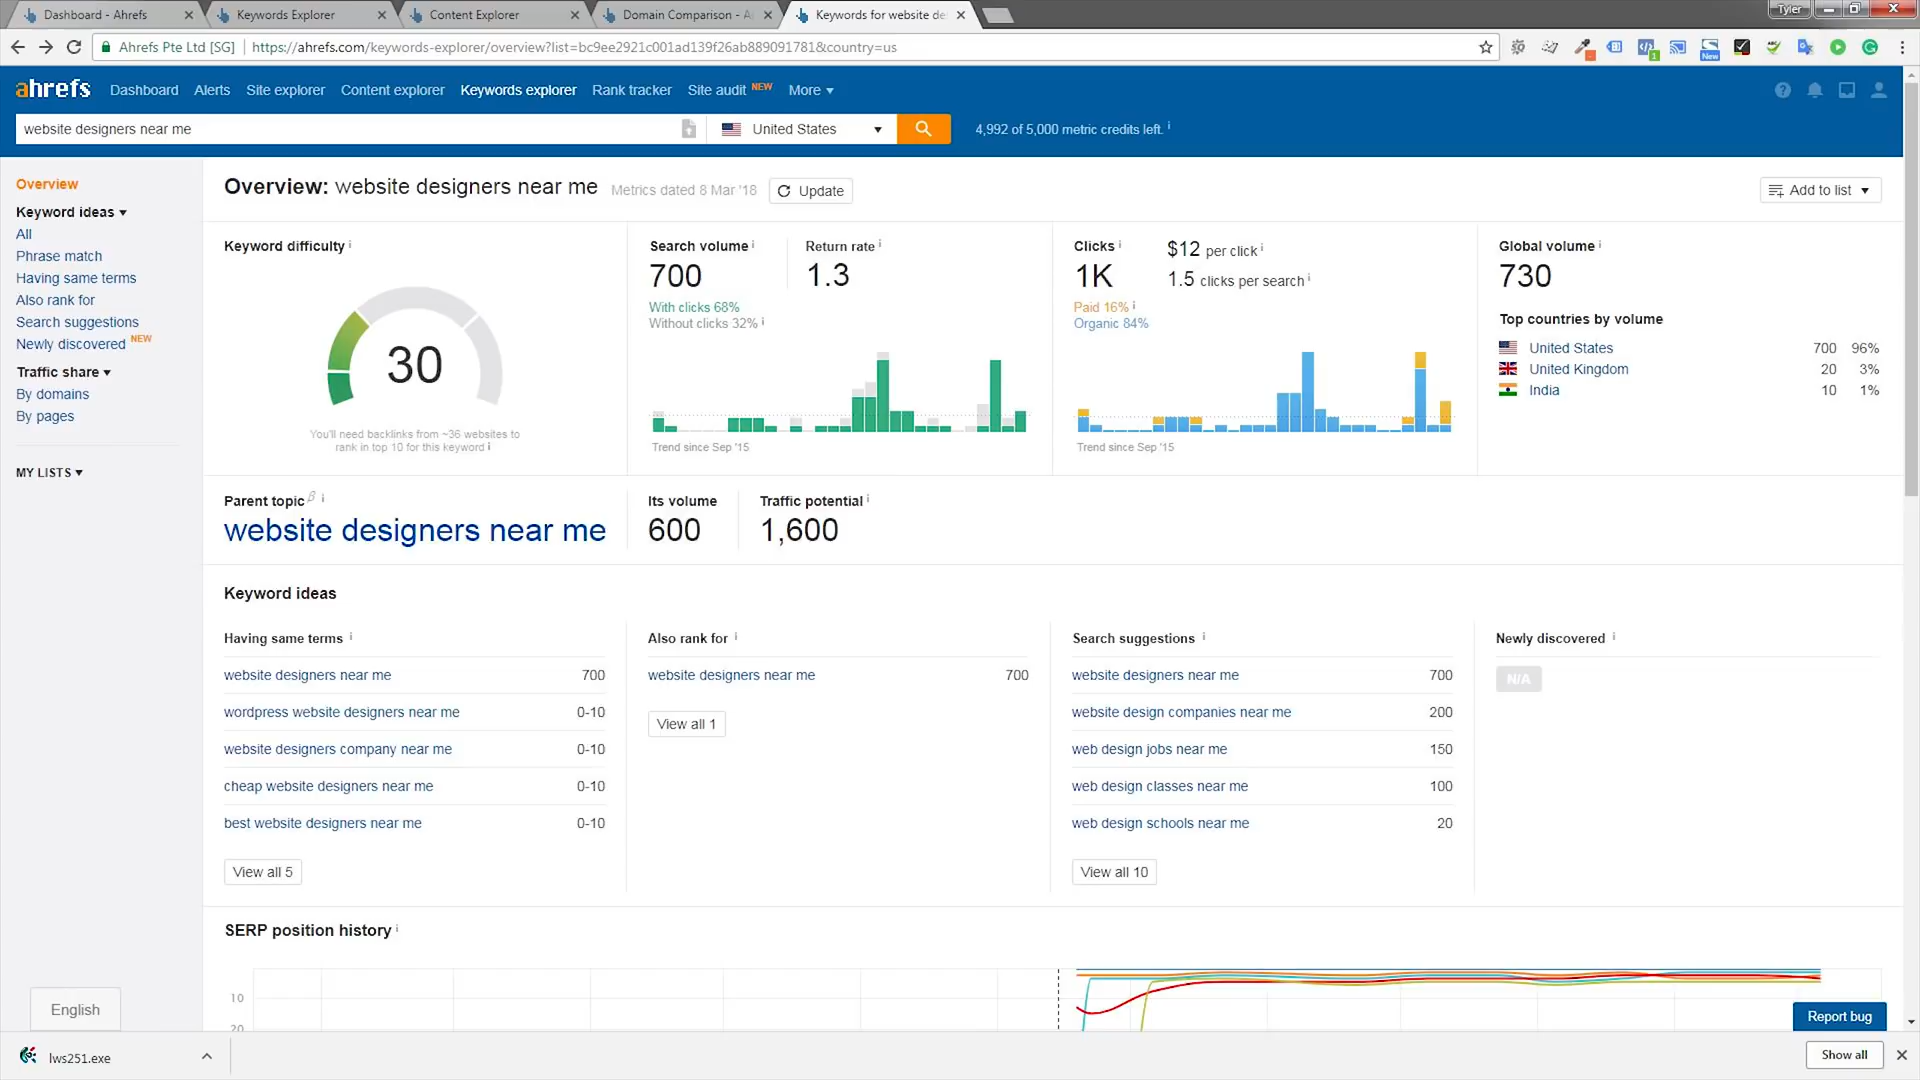 Dashboard - Ahrefs
Keywords Explorer
Content Explorer
Domain Comparison - A
Keywords for website de
Tyler
Ahrefs Pte Ltd [SG]
https://ahrefs.com/keywords-explorer/overview?list=bc9ee2921c001ad139f26ab889091781&country=us
New
1
ahrefs
Dashboard
Alerts
Site explorer
Content explorer
Keywords explorer
Rank tracker
Site audit NEW
More
website designers near me
United States
4,992 of 5,000 metric credits left. i
Overview
Keyword ideas
All
Phrase match
Having same terms
Also rank for
Search suggestions
Newly discovered NEW
Traffic share
By domains
By pages
MY LISTS
English
Overview: website designers near me
Metrics dated 8 Mar '18
Update
Add to list
Keyword difficulty i
30
You'll need backlinks from ~36 websites to
rank in top 10 for this keyword i
Search volume i
700
Return rate i
1.3
With clicks 68%
Without clicks 32% i
Trend since Sep '15
Clicks i
1K
$12 per click i
1.5 clicks per search i
Paid 16% i
Organic 84%
Trend since Sep '15
Global volume i
730
Top countries by volume
United States 700 96%
United Kingdom 20 3%
India 10 1%
Parent topic β i
website designers near me
Its volume
600
Traffic potential i
1,600
Keyword ideas
Having same terms i
website designers near me 700
wordpress website designers near me 0-10
website designers company near me 0-10
cheap website designers near me 0-10
best website designers near me 0-10
View all 5
Also rank for i
website designers near me 700
View all 1
Search suggestions i
website designers near me 700
website design companies near me 200
web design jobs near me 150
web design classes near me 100
web design schools near me 20
View all 10
Newly discovered i
N/A
SERP position history i
10
20
Report bug
lws251.exe
Show all